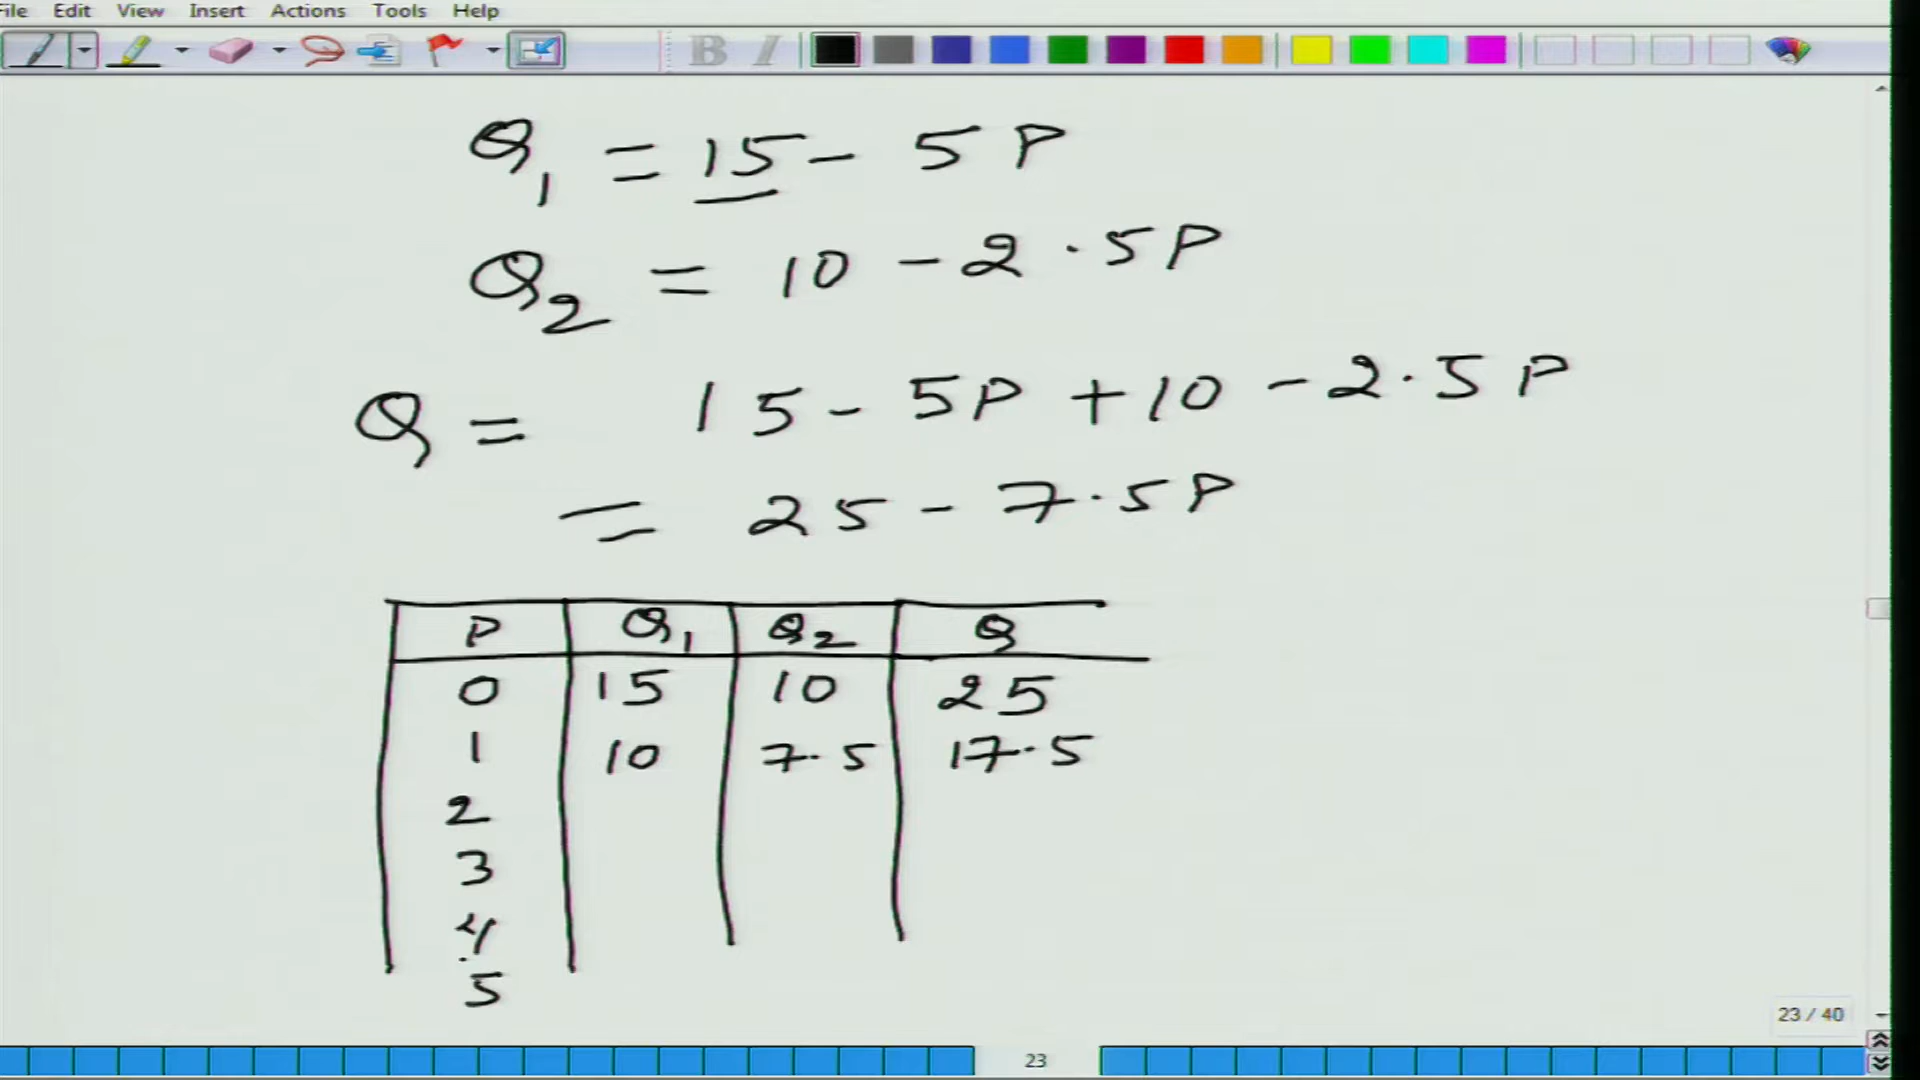 File Edit View Insert Actions Tools Help
B I
Q₁ = 15 - 5P
Q₂ = 10 - 2.5P
Q = 15 - 5P + 10 - 2.5P
= 25 - 7.5P
P Q₁ Q₂ Q
0 15 10 25
1 10 7.5 17.5
2
3
4
5
23 / 40
23